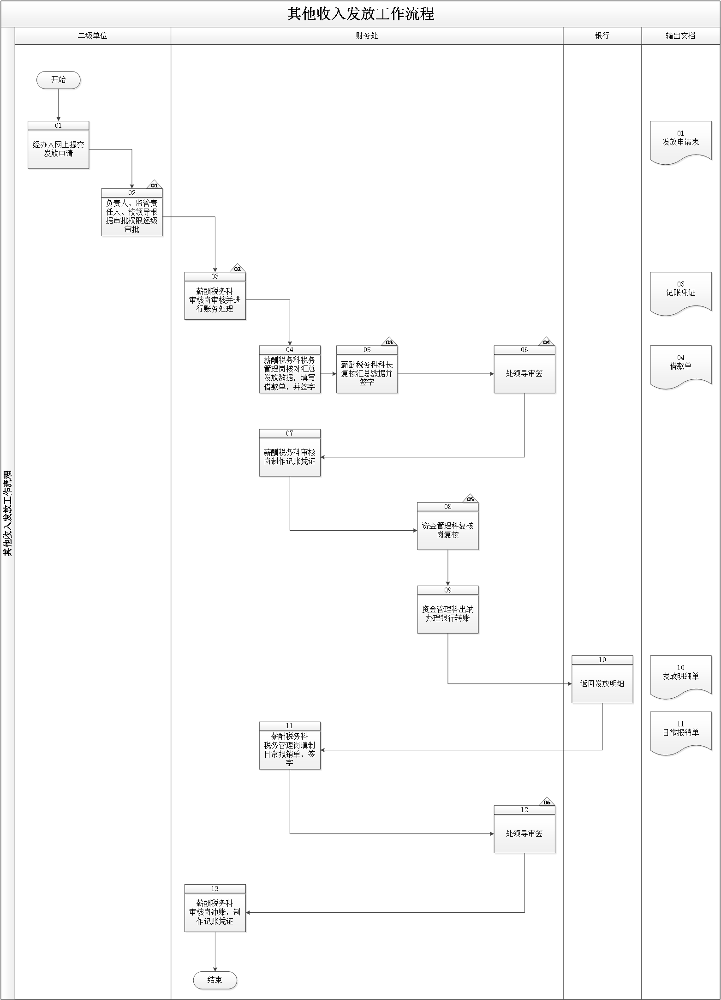 其他收入发放工作流程
二级单位
财务处
银行
输出文档
其他收入发放工作流程
开始
01
经办人网上提交
发放申请
01
发放申请表
01
02
负责人、监管责
任人、校领导根
据审批权限逐级
审批
02
03
薪酬税务科
审核岗审核并进
行账务处理
03
记账凭证
04
薪酬税务科税务
管理岗核对汇总
发放数据，填写
借款单，并签字
03
05
薪酬税务科科长
复核汇总数据并
签字
04
06
处领导审签
04
借款单
07
薪酬税务科审核
岗制作记账凭证
05
08
资金管理科复核
岗复核
09
资金管理科出纳
办理银行转账
10
返回发放明细
10
发放明细单
11
薪酬税务科
税务管理岗填制
日常报销单，签
字
11
日常报销单
06
12
处领导审签
13
薪酬税务科
审核岗冲账，制
作记账凭证
结束